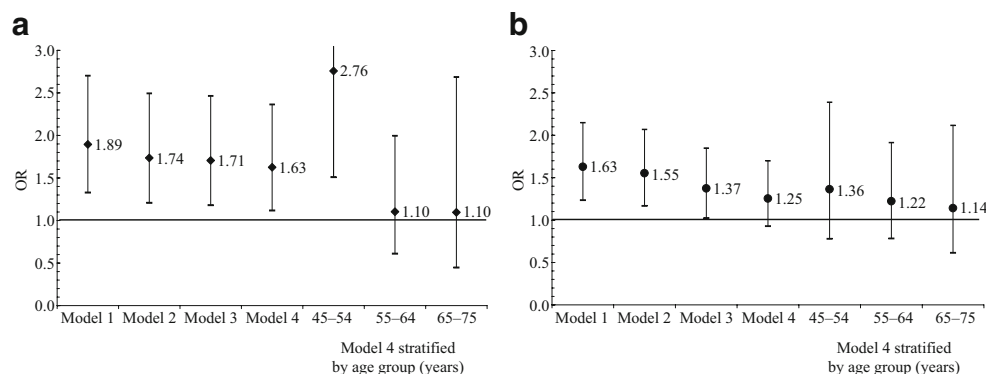 a
3.0
2.5
2.0
1.5
1.0
0.5
0.0
OR
1.89
1.74
1.71
1.63
2.76
1.10
1.10
Model 1 Model 2 Model 3 Model 4 45–54 55–64 65–75
Model 4 stratified
by age group (years)
b
3.0
2.5
2.0
1.5
1.0
0.5
0.0
OR
1.63
1.55
1.37
1.25
1.36
1.22
1.14
Model 1 Model 2 Model 3 Model 4 45–54 55–64 65–75
Model 4 stratified
by age group (years)